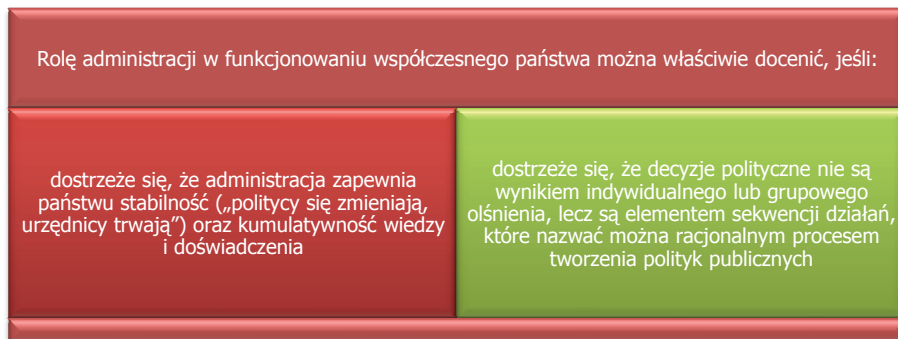 Rolę administracji w funkcjonowaniu współczesnego państwa można właściwie docenić, jeśli:
dostrzeże się, że administracja zapewnia
państwu stabilność („politycy się zmieniają,
urzędnicy trwają”) oraz kumulatywność wiedzy
i doświadczenia
dostrzeże się, że decyzje polityczne nie są
wynikiem indywidualnego lub grupowego
olśnienia, lecz są elementem sekwencji działań,
które nazwać można racjonalnym procesem
tworzenia polityk publicznych